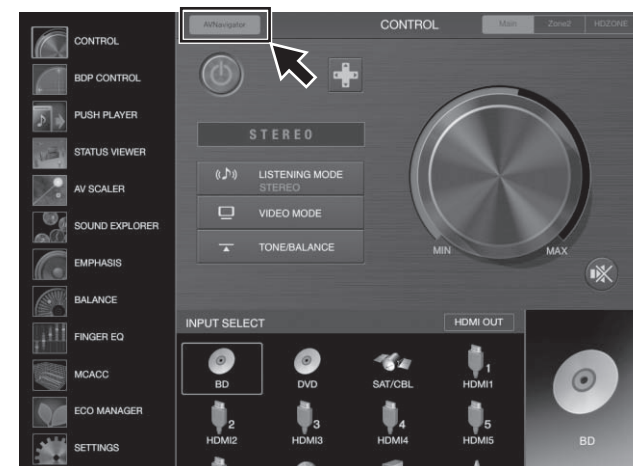 AVNavigator
CONTROL
Main
Zone2
HDZONE
CONTROL
BDP CONTROL
PUSH PLAYER
STATUS VIEWER
AV SCALER
SOUND EXPLORER
EMPHASIS
BALANCE
FINGER EQ
MCACC
ECO MANAGER
SETTINGS
STEREO
LISTENING MODE
STEREO
VIDEO MODE
TONE/BALANCE
MIN
MAX
INPUT SELECT
HDMI OUT
BD
DVD
SAT/CBL
1
HDMI1
2
HDMI2
3
HDMI3
4
HDMI4
5
HDMI5
BD